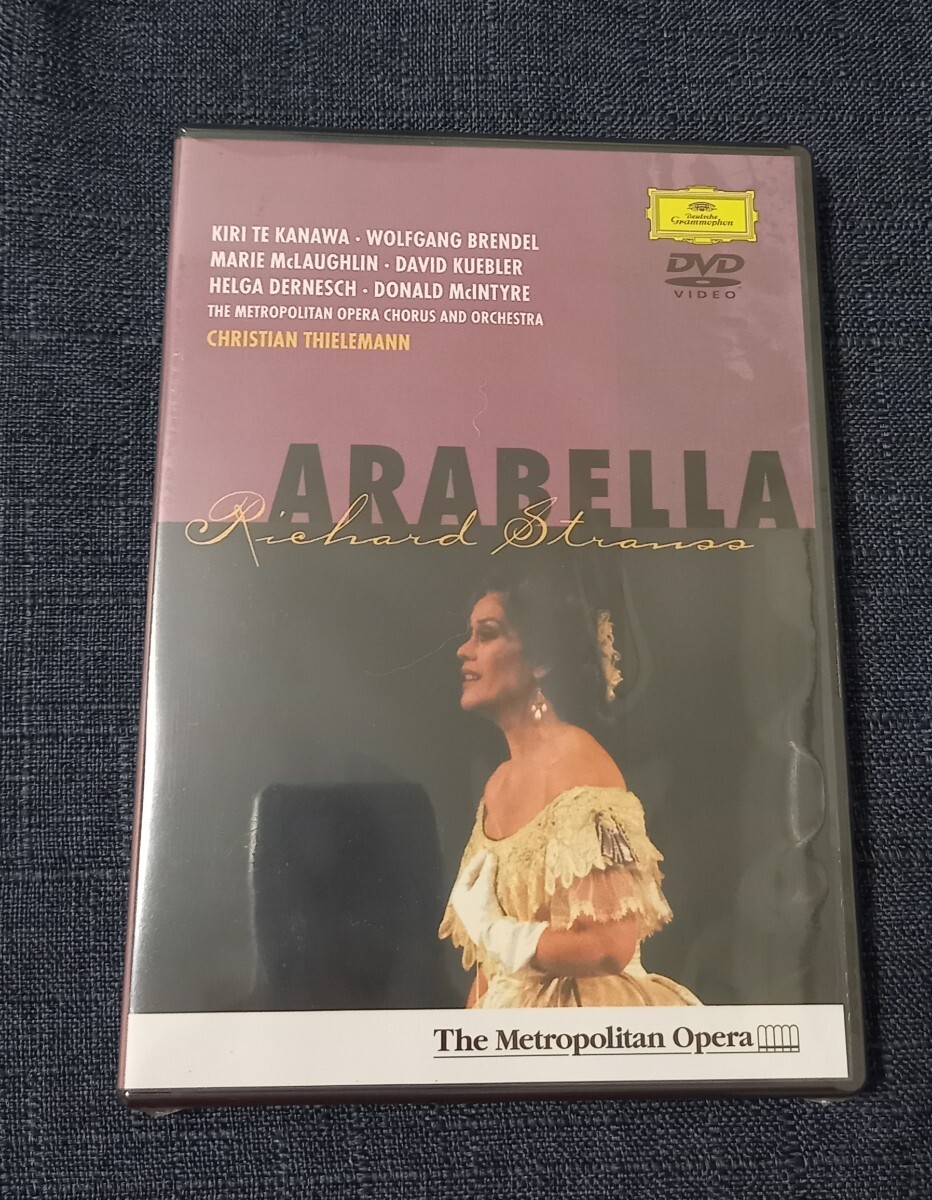 Deutsche
Grammophon
KIRI TE KANAWA · WOLFGANG BRENDEL
MARIE McLAUGHLIN · DAVID KUEBLER
HELGA DERNESCH · DONALD McINTYRE
THE METROPOLITAN OPERA CHORUS AND ORCHESTRA
CHRISTIAN THIELEMANN
DVD
VIDEO
ARABELLA
Richard Strauss
The Metropolitan Opera